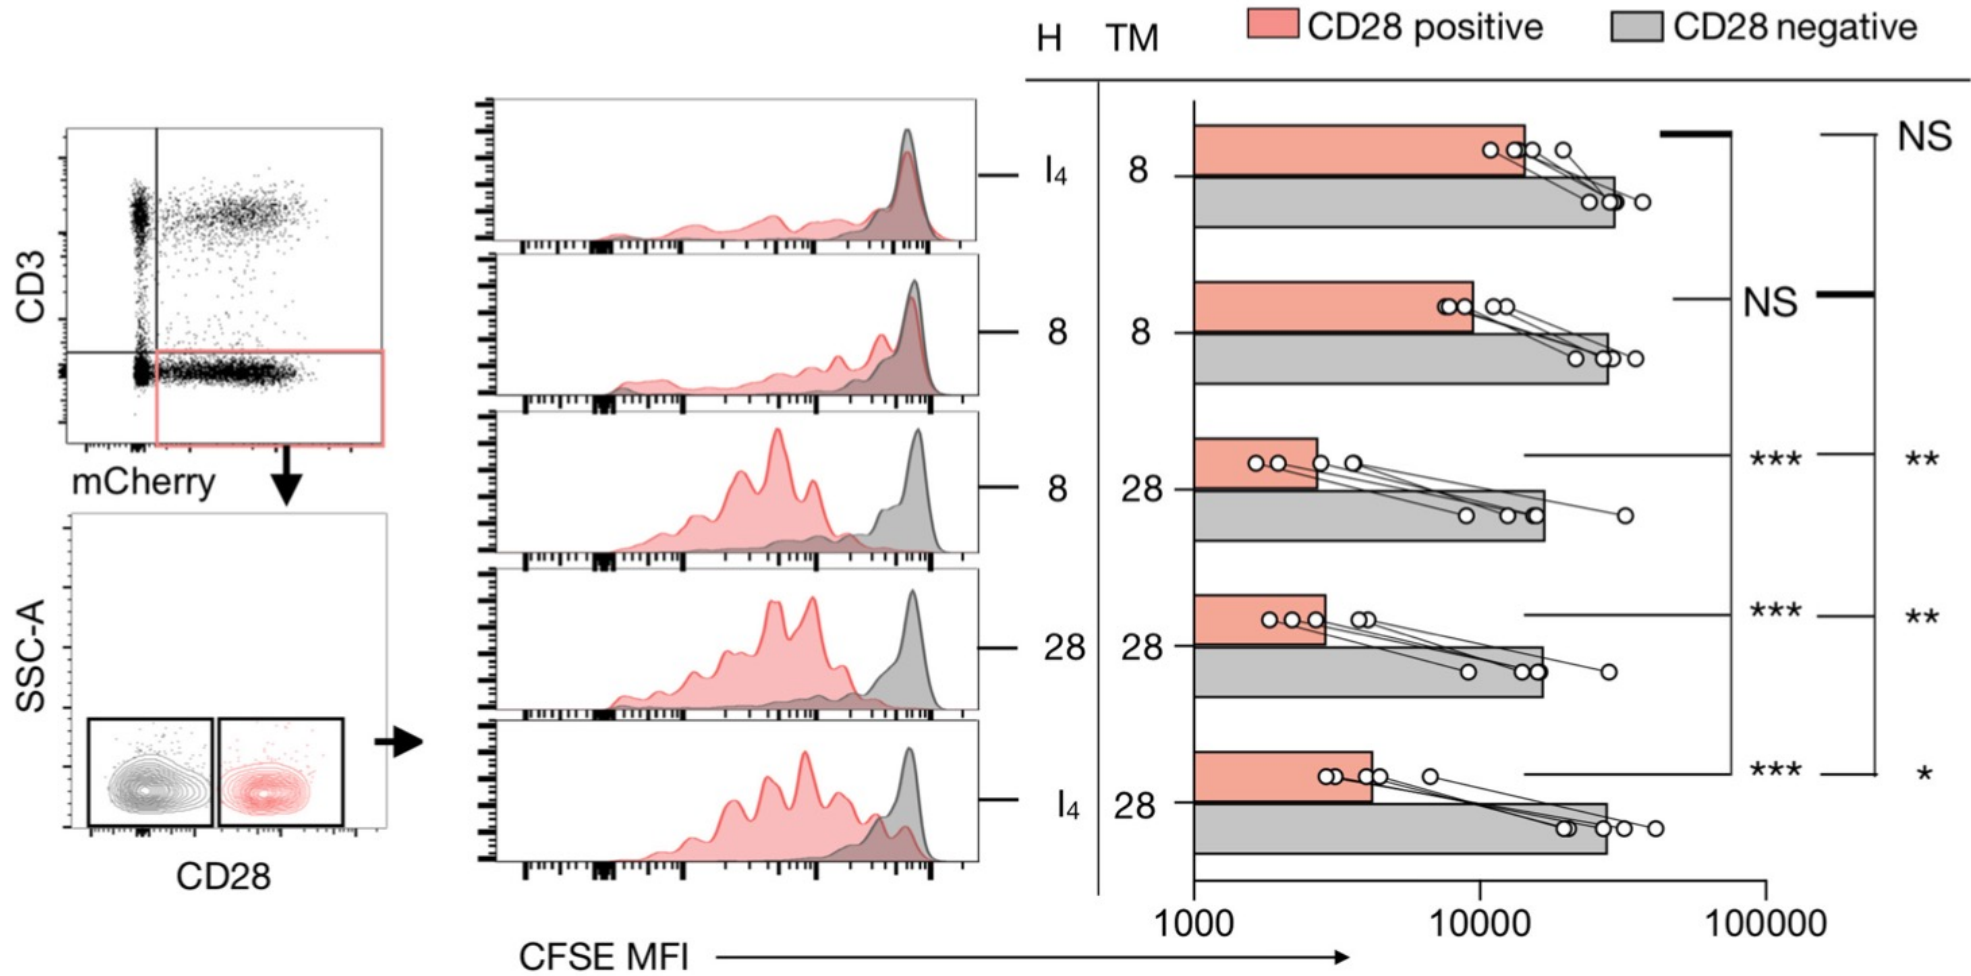 H TM CD28 positive CD28 negative
I4 8 NS
8 8 NS
8 28 *** **
28 28 *** **
I4 28 *** *
CD3
mCherry
SSC-A
CD28
1000 10000 100000
CFSE MFI